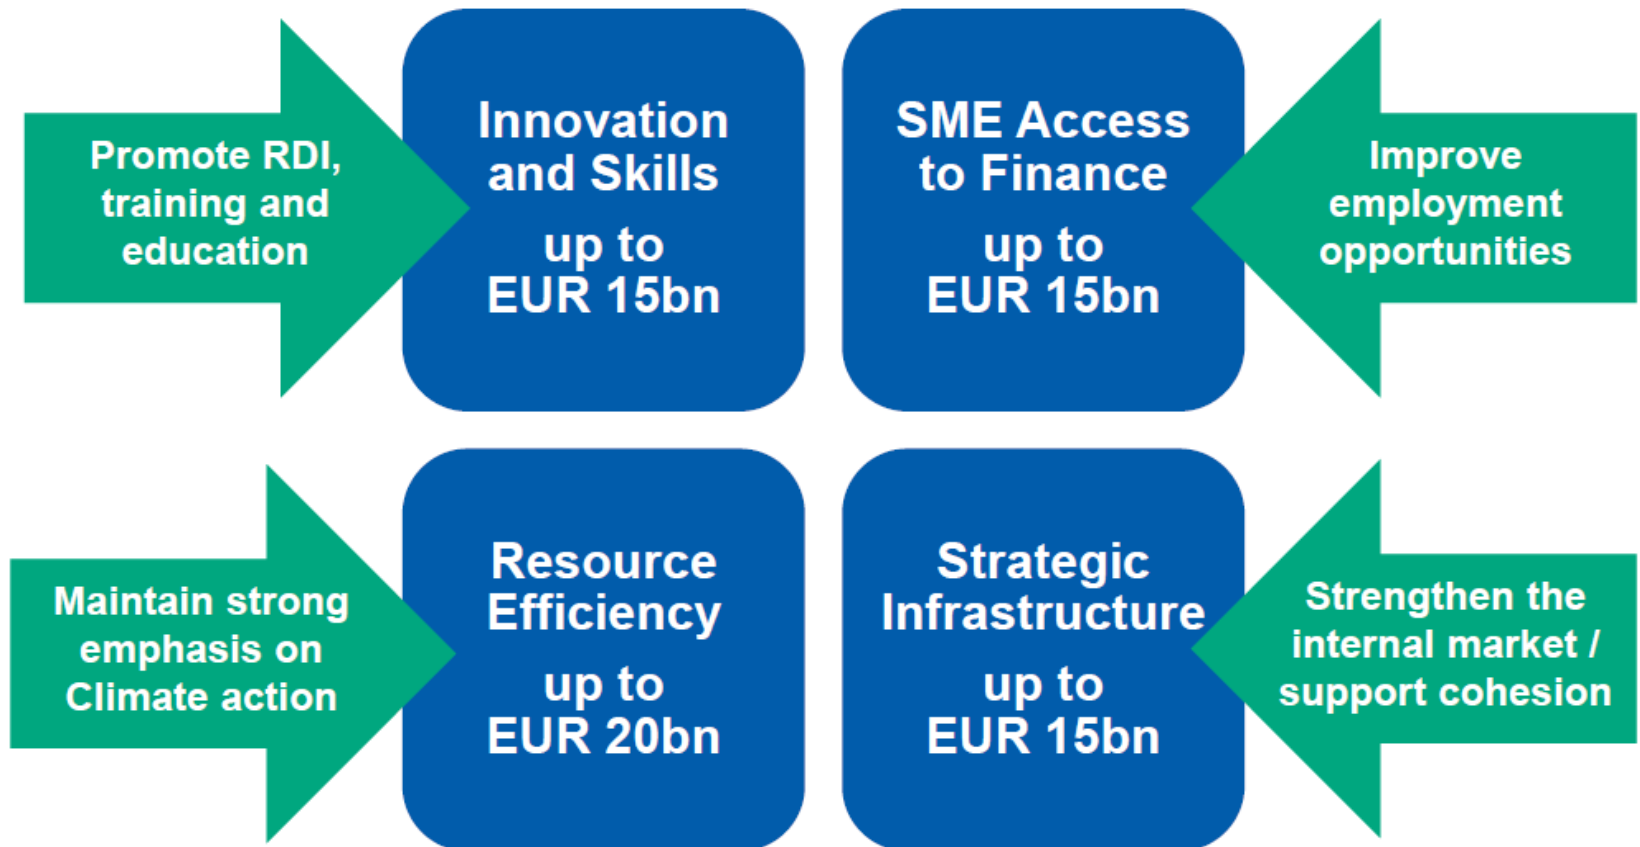 Promote RDI,
training and
education
Innovation
and Skills
up to
EUR 15bn
SME Access
to Finance
up to
EUR 15bn
Improve
employment
opportunities
Maintain strong
emphasis on
Climate action
Resource
Efficiency
up to
EUR 20bn
Strategic
Infrastructure
up to
EUR 15bn
Strengthen the
internal market /
support cohesion